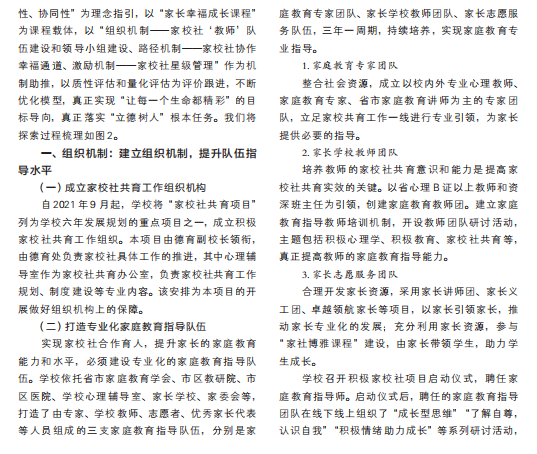 性、协同性”为理念指引，以“家长幸福成长课程”
为课程载体，以“组织机制——家校社‘教师’队
伍建设和领导小组建设、路径机制——家校社协作
幸福通道、激励机制——家校社星级管理”作为机
制助推，以质性评估和量化评估为评价跟进，不断
优化模型，真正实现“让每一个生命都精彩”的目
标导向，真正落实“立德树人”根本任务。我们将
探索过程梳理如图2。
一、组织机制：建立组织机制，提升队伍指
导水平
（一）成立家校社共育工作组织机构
自2021年9月起，学校将“家校社共育项目”
列为学校六年发展规划的重点项目之一，成立积极
家校社共育工作组织。本项目由德育副校长领衔，
由德育处负责家校社具体工作的推进，其中心理辅
导室作为家校社共育办公室，负责家校社共育工作
规划、制度建设等专业内容。该安排为本项目的开
展做好组织机构上的保障。
（二）打造专业化家庭教育指导队伍
实现家校社合作育人，提升家长的家庭教育
能力和水平，必须建设专业化的家庭教育指导队
伍。学校依托省市家庭教育学会、市区教研院、市
区医院、学校心理辅导室、家长学校、家委会等，
打造了由专家、学校教师、志愿者、优秀家长代表
等人员组成的三支家庭教育指导队伍，分别是家
庭教育专家团队、家长学校教师团队、家长志愿服
务队伍，三年一周期，持续培养，实现家庭教育专
业指导。
1.家庭教育专家团队
整合社会资源，成立以校内外专业心理教师、
家庭教育专家、省市家庭教育讲师为主的专家团
队，立足家校共育工作一线进行专业引领，为家长
提供必要的指导。
2.家长学校教师团队
培养教师的家校社共育意识和能力是提高家
校社共育实效的关键。以省心理B证以上教师和资
深班主任为引领，创建家庭教育教师团。建立家庭
教育指导教师培训机制，开设教师团队研讨活动，
主题包括积极心理学、积极教育、家校社共育等，
真正提高教师的家庭教育指导能力。
3.家长志愿服务团队
合理开发家长资源，采用家长讲师团、家长义
工团、卓越领航家长等项目，以家长引领家长，推
动家长专业化的发展；充分利用家长资源，参与
“家社博雅课程”建设，由家长带领学生，助力学
生成长。
学校召开积极家校社项目启动仪式，聘任家
庭教育指导师。启动仪式后，聘任的家庭教育指导
团队在线下线上组织了“成长型思维”“了解自尊，
认识自我”“积极情绪助力成长”等系列研讨活动，